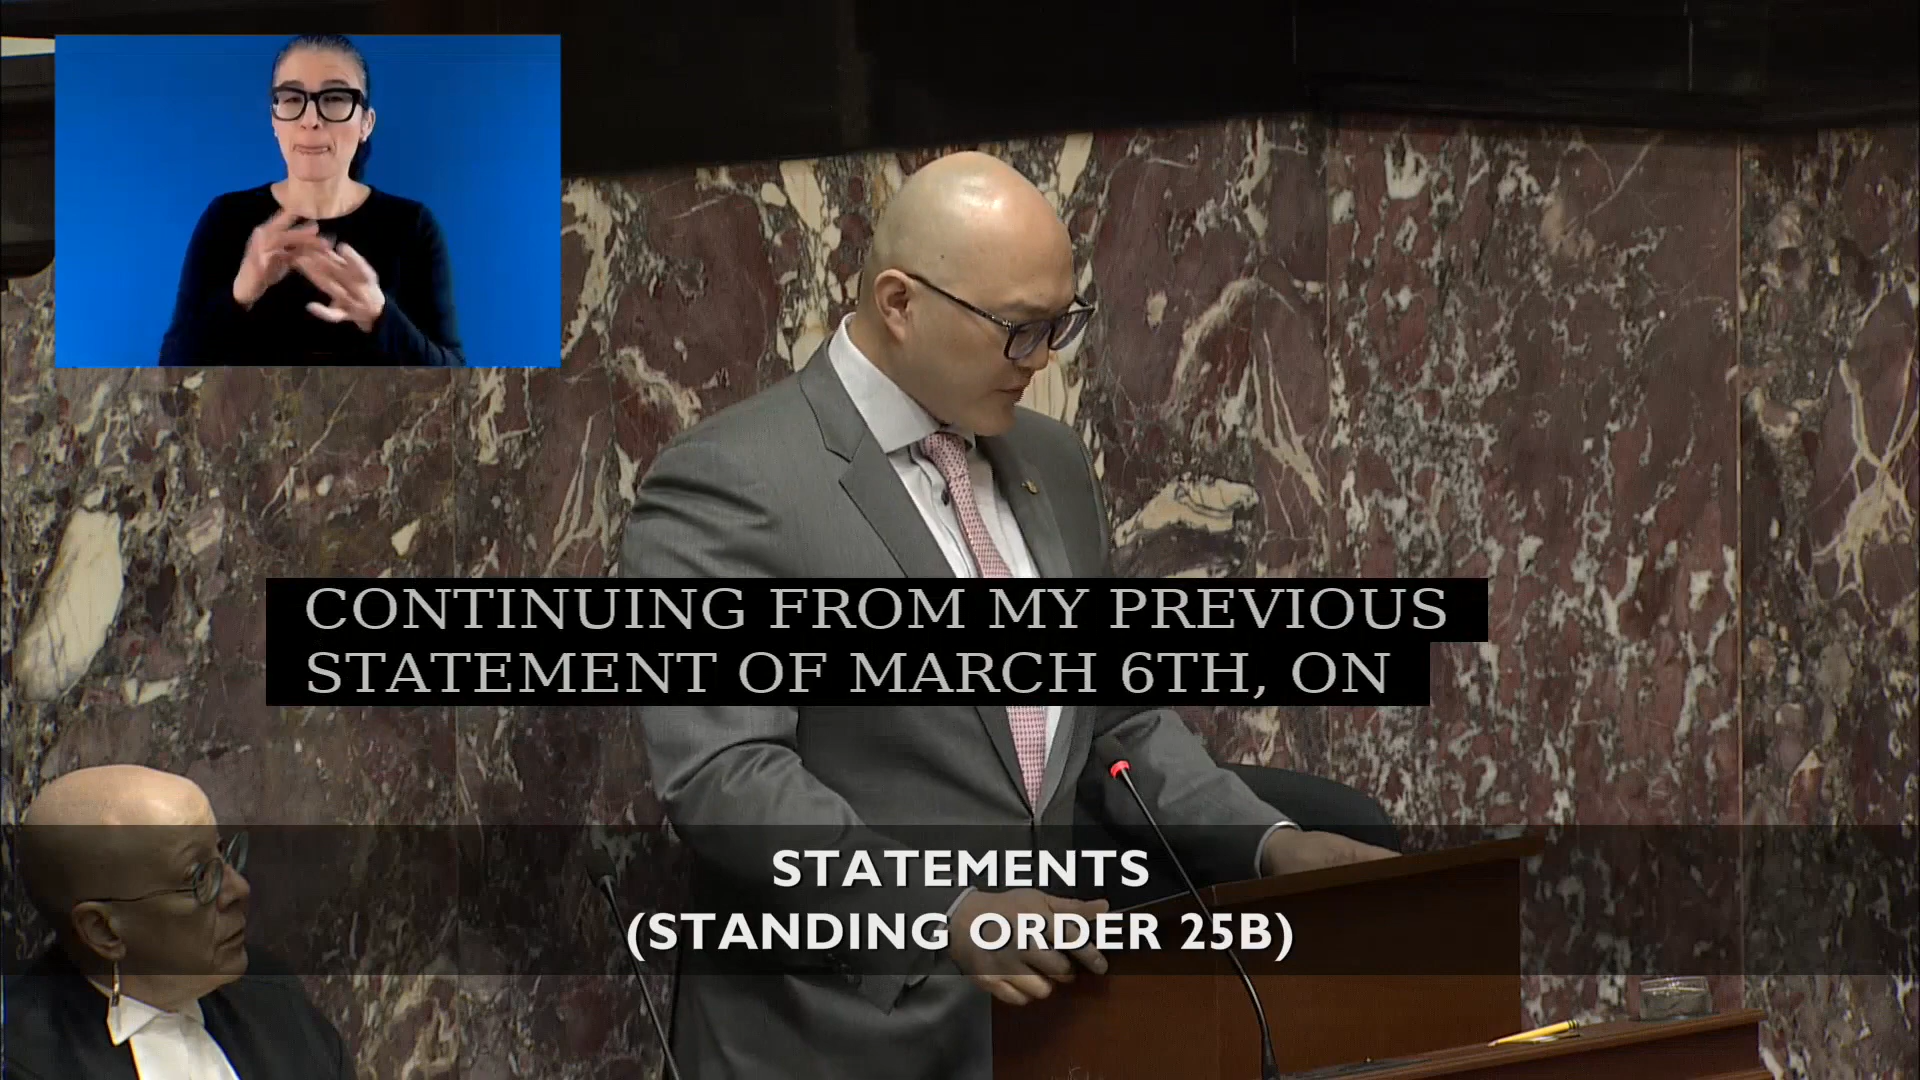 CONTINUING FROM MY PREVIOUS
STATEMENT OF MARCH 6TH, ON
STATEMENTS
(STANDING ORDER 25B)